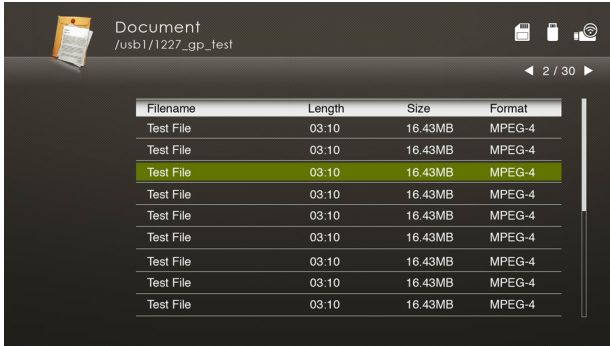 Document
/usb1/1227_gp_test
2 / 30
Filename Length Size Format
Test File 03:10 16.43MB MPEG-4
Test File 03:10 16.43MB MPEG-4
Test File 03:10 16.43MB MPEG-4
Test File 03:10 16.43MB MPEG-4
Test File 03:10 16.43MB MPEG-4
Test File 03:10 16.43MB MPEG-4
Test File 03:10 16.43MB MPEG-4
Test File 03:10 16.43MB MPEG-4
Test File 03:10 16.43MB MPEG-4